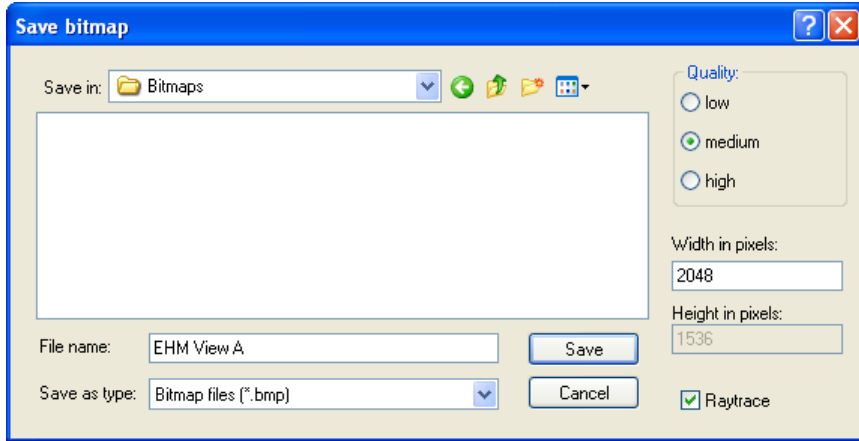 Save bitmap
Save in: Bitmaps
Quality:
low
medium
high
Width in pixels:
2048
Height in pixels:
1536
File name: EHM View A
Save
Save as type: Bitmap files (*.bmp)
Cancel
Raytrace